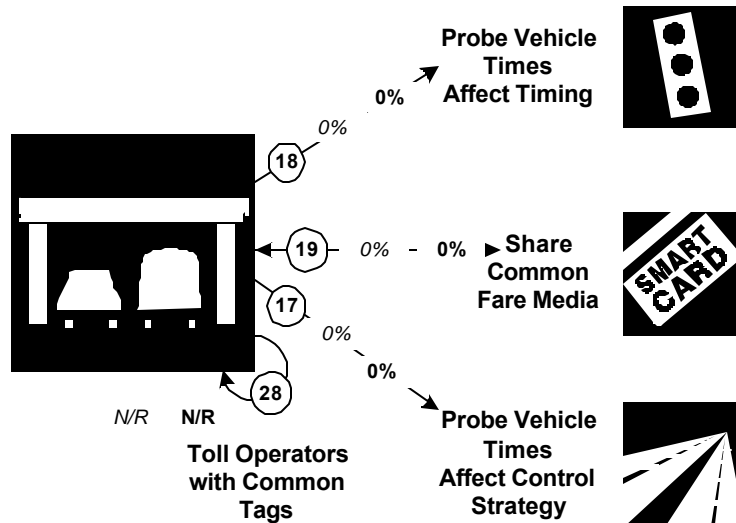 Probe Vehicle
Times
Affect Timing
0%
0%
18
19
0%
0%
Share
Common
Fare Media
SMART
CARD
17
0%
0%
28
N/R
N/R
Toll Operators
with Common
Tags
Probe Vehicle
Times
Affect Control
Strategy